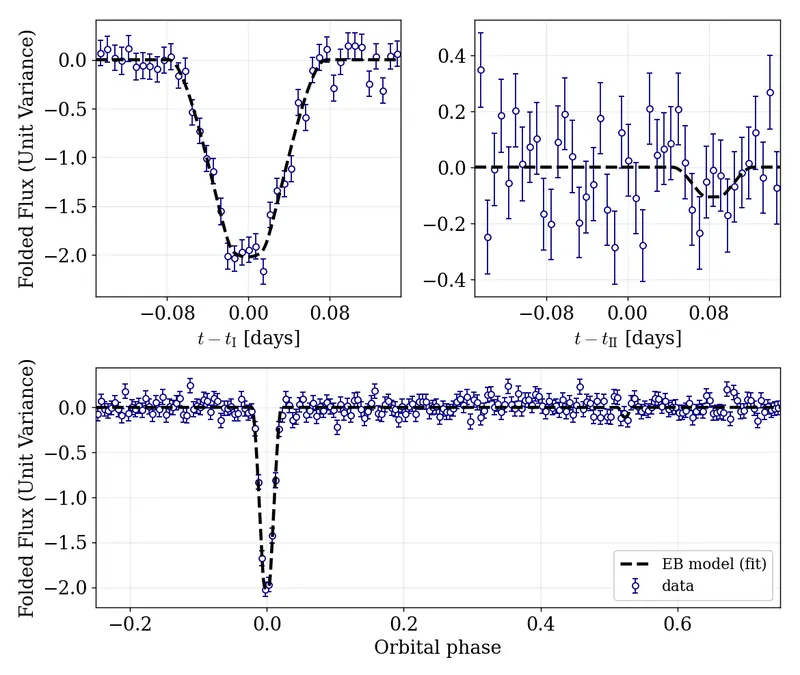 Folded Flux (Unit Variance)
0.0
−0.5
−1.0
−1.5
−2.0
−0.08 0.00 0.08
t − tI [days]
0.4
0.2
0.0
−0.2
−0.4
−0.08 0.00 0.08
t − tII [days]
Folded Flux (Unit Variance)
0.0
−0.5
−1.0
−1.5
−2.0
EB model (fit)
data
−0.2 0.0 0.2 0.4 0.6
Orbital phase